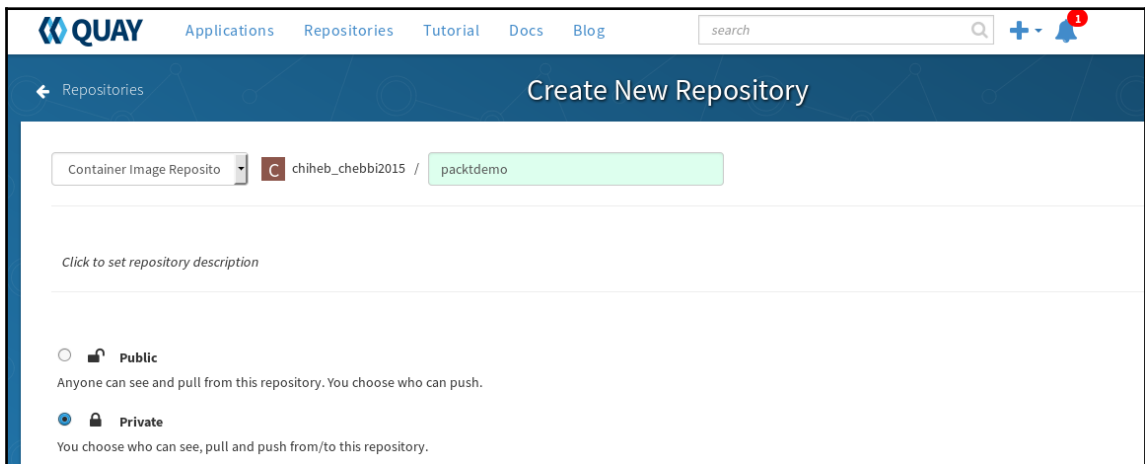 QUAY Applications Repositories Tutorial Docs Blog search 1
Repositories Create New Repository
Container Image Reposito C chiheb_chebbi2015 / packtdemo
Click to set repository description
Public
Anyone can see and pull from this repository. You choose who can push.
Private
You choose who can see, pull and push from/to this repository.